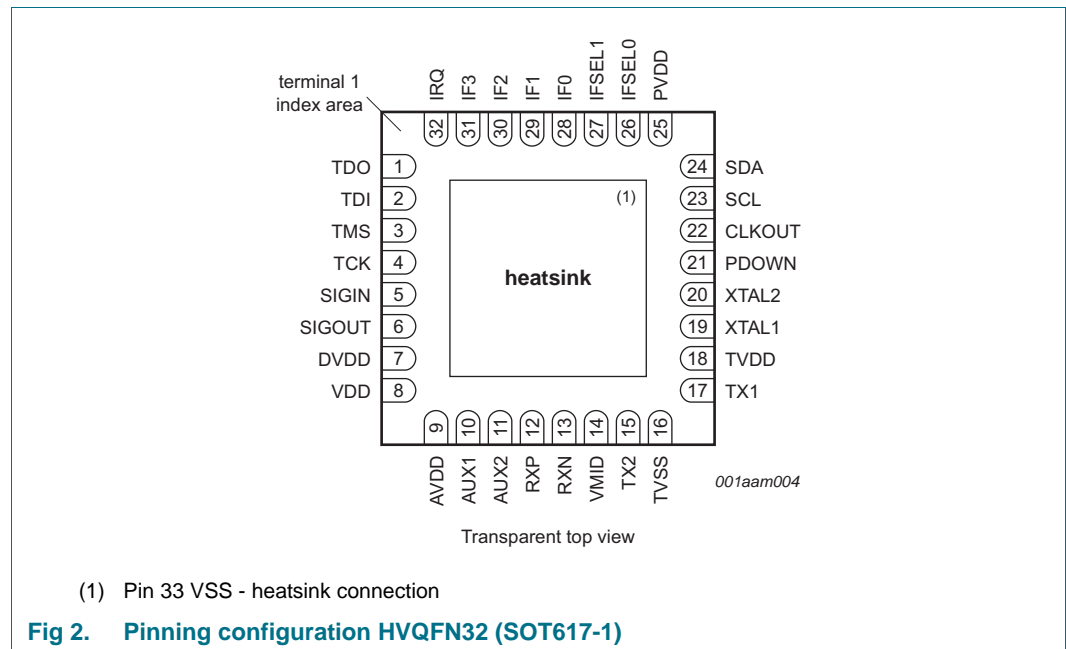 terminal 1
index area
IRQ
IF3
IF2
IF1
IF0
IFSEL1
IFSEL0
PVDD
32 31 30 29 28 27 26 25
TDO 1
TDI 2
TMS 3
TCK 4
SIGIN 5
SIGOUT 6
DVDD 7
VDD 8
(1)
heatsink
24 SDA
23 SCL
22 CLKOUT
21 PDOWN
20 XTAL2
19 XTAL1
18 TVDD
17 TX1
9 10 11 12 13 14 15 16
AVDD
AUX1
AUX2
RXP
RXN
VMID
TX2
TVSS
001aam004
Transparent top view
(1) Pin 33 VSS - heatsink connection
Fig 2. Pinning configuration HVQFN32 (SOT617-1)